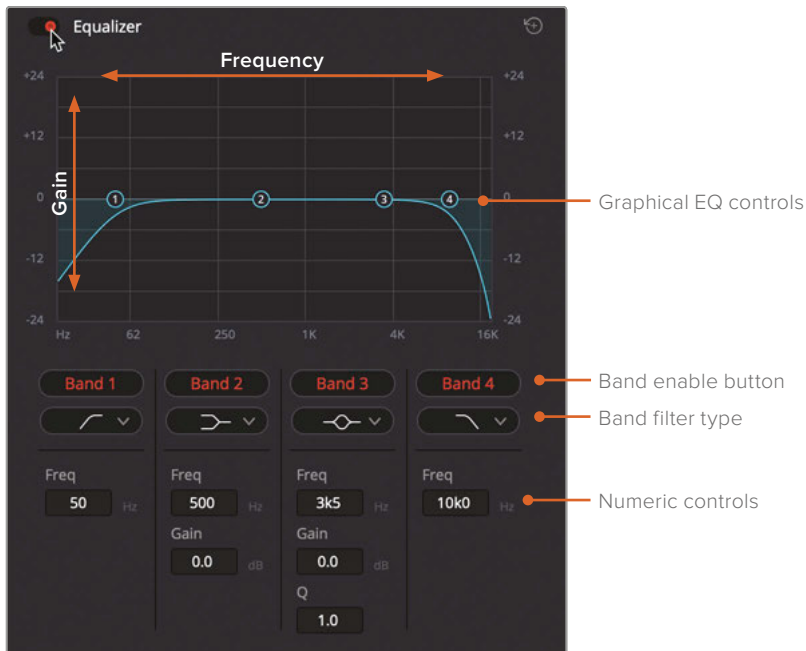 Equalizer
Frequency
Gain
+24 +24
+12 +12
0 0
-12 -12
-24 -24
Hz 62 250 1K 4K 16K
1 2 3 4
Graphical EQ controls
Band 1 Band 2 Band 3 Band 4
Band enable button
Band filter type
Freq Freq Freq Freq
50 Hz 500 Hz 3k5 Hz 10k0 Hz
Numeric controls
Gain Gain
0.0 dB 0.0 dB
Q
1.0